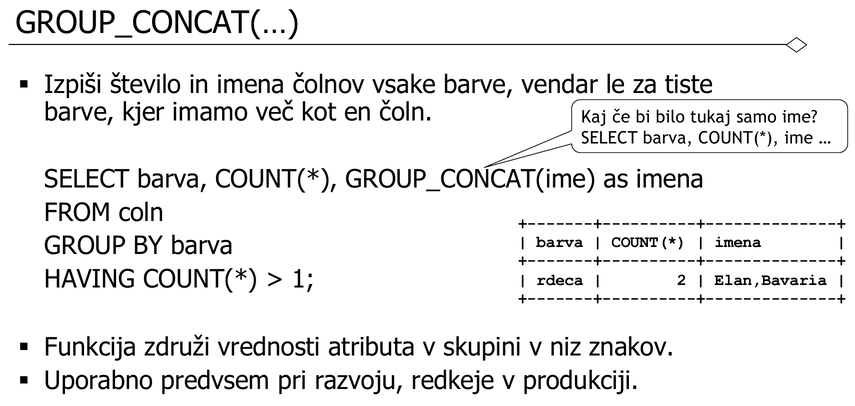 GROUP_CONCAT(…)
▪ Izpiši število in imena čolnov vsake barve, vendar le za tiste
barve, kjer imamo več kot en čoln.
Kaj če bi bilo tukaj samo ime?
SELECT barva, COUNT(*), ime …
SELECT barva, COUNT(*), GROUP_CONCAT(ime) as imena
FROM coln
GROUP BY barva
HAVING COUNT(*) > 1;
+-------+----------+--------------+
| barva | COUNT(*) | imena        |
+-------+----------+--------------+
| rdeca |        2 | Elan,Bavaria |
+-------+----------+--------------+
▪ Funkcija združi vrednosti atributa v skupini v niz znakov.
▪ Uporabno predvsem pri razvoju, redkeje v produkciji.